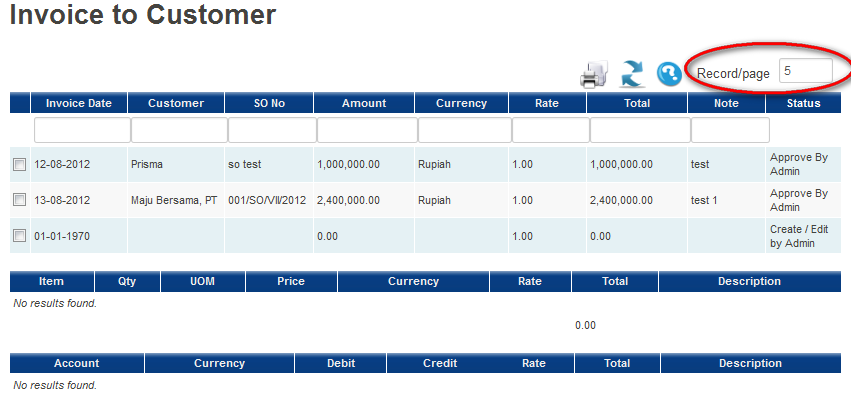 Invoice to Customer
Record/page 5
Invoice Date Customer SO No Amount Currency Rate Total Note Status
12-08-2012 Prisma so test 1,000,000.00 Rupiah 1.00 1,000,000.00 test Approve By
Admin
13-08-2012 Maju Bersama, PT 001/SO/VII/2012 2,400,000.00 Rupiah 1.00 2,400,000.00 test 1 Approve By
Admin
01-01-1970 0.00 1.00 0.00 Create / Edit
by Admin
Item Qty UOM Price Currency Rate Total Description
No results found.
0.00
Account Currency Debit Credit Rate Total Description
No results found.